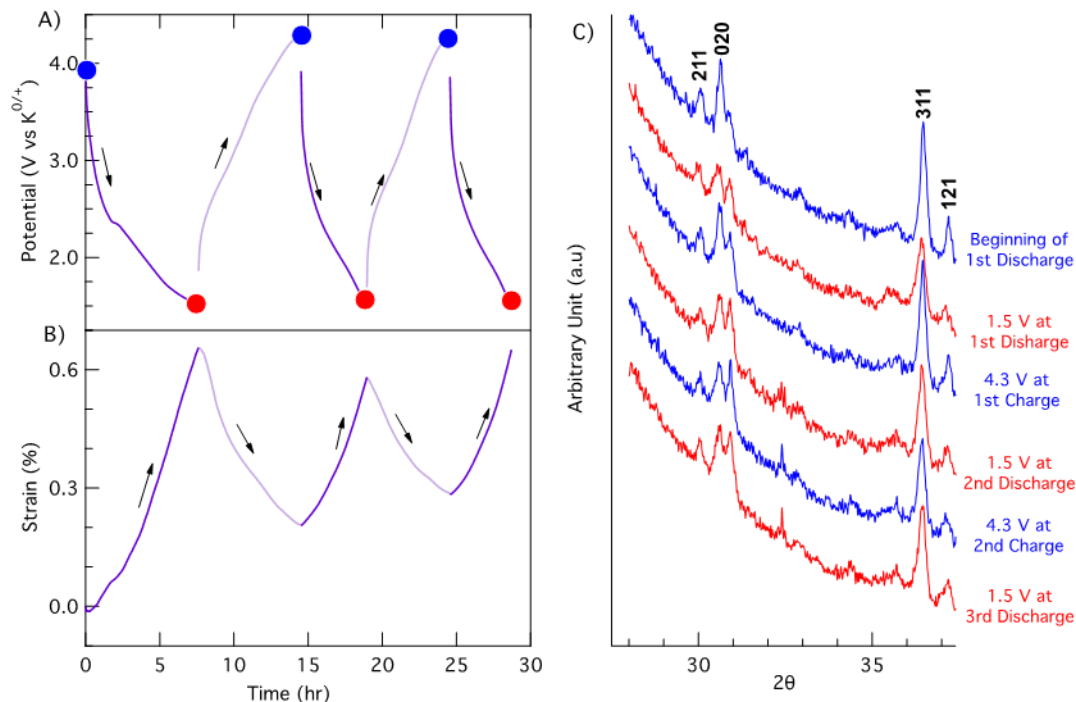 A)
Potential (V vs K0/+)
4.0
3.0
2.0
B)
Strain (%)
0.6
0.3
0.0
0
5
10
15
20
25
30
Time (hr)
C)
Arbitrary Unit (a.u)
211
020
311
121
Beginning of
1st Discharge
1.5 V at
1st Disharge
4.3 V at
1st Charge
1.5 V at
2nd Discharge
4.3 V at
2nd Charge
1.5 V at
3rd Discharge
30
35
2θ